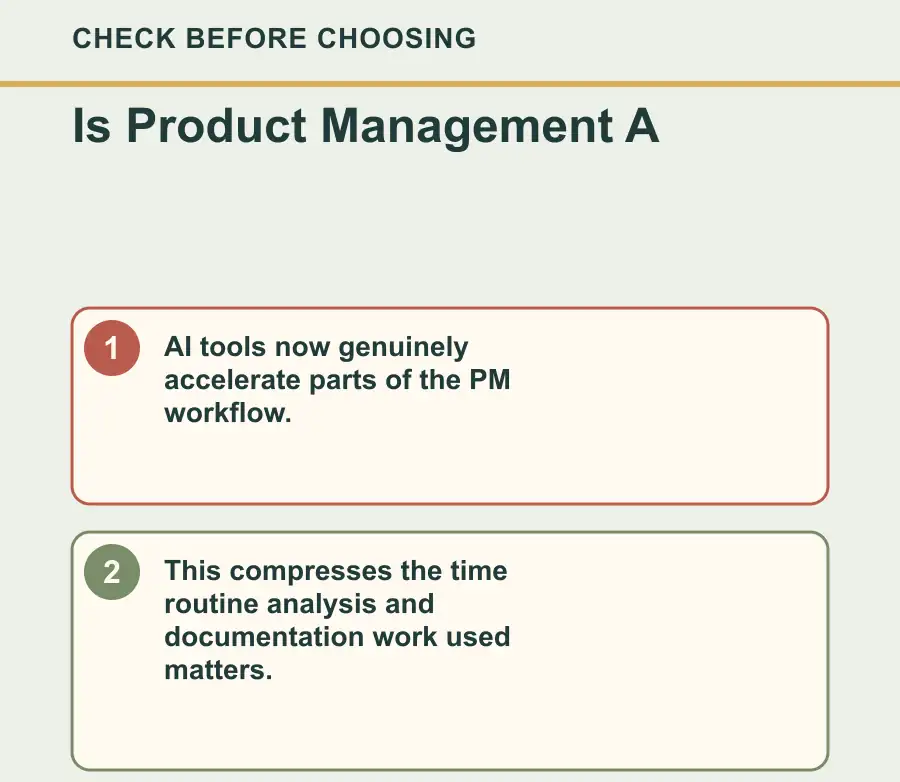 CHECK BEFORE CHOOSING
Is Product Management A
1
AI tools now genuinely
accelerate parts of the PM
workflow.
2
This compresses the time
routine analysis and
documentation work used
matters.